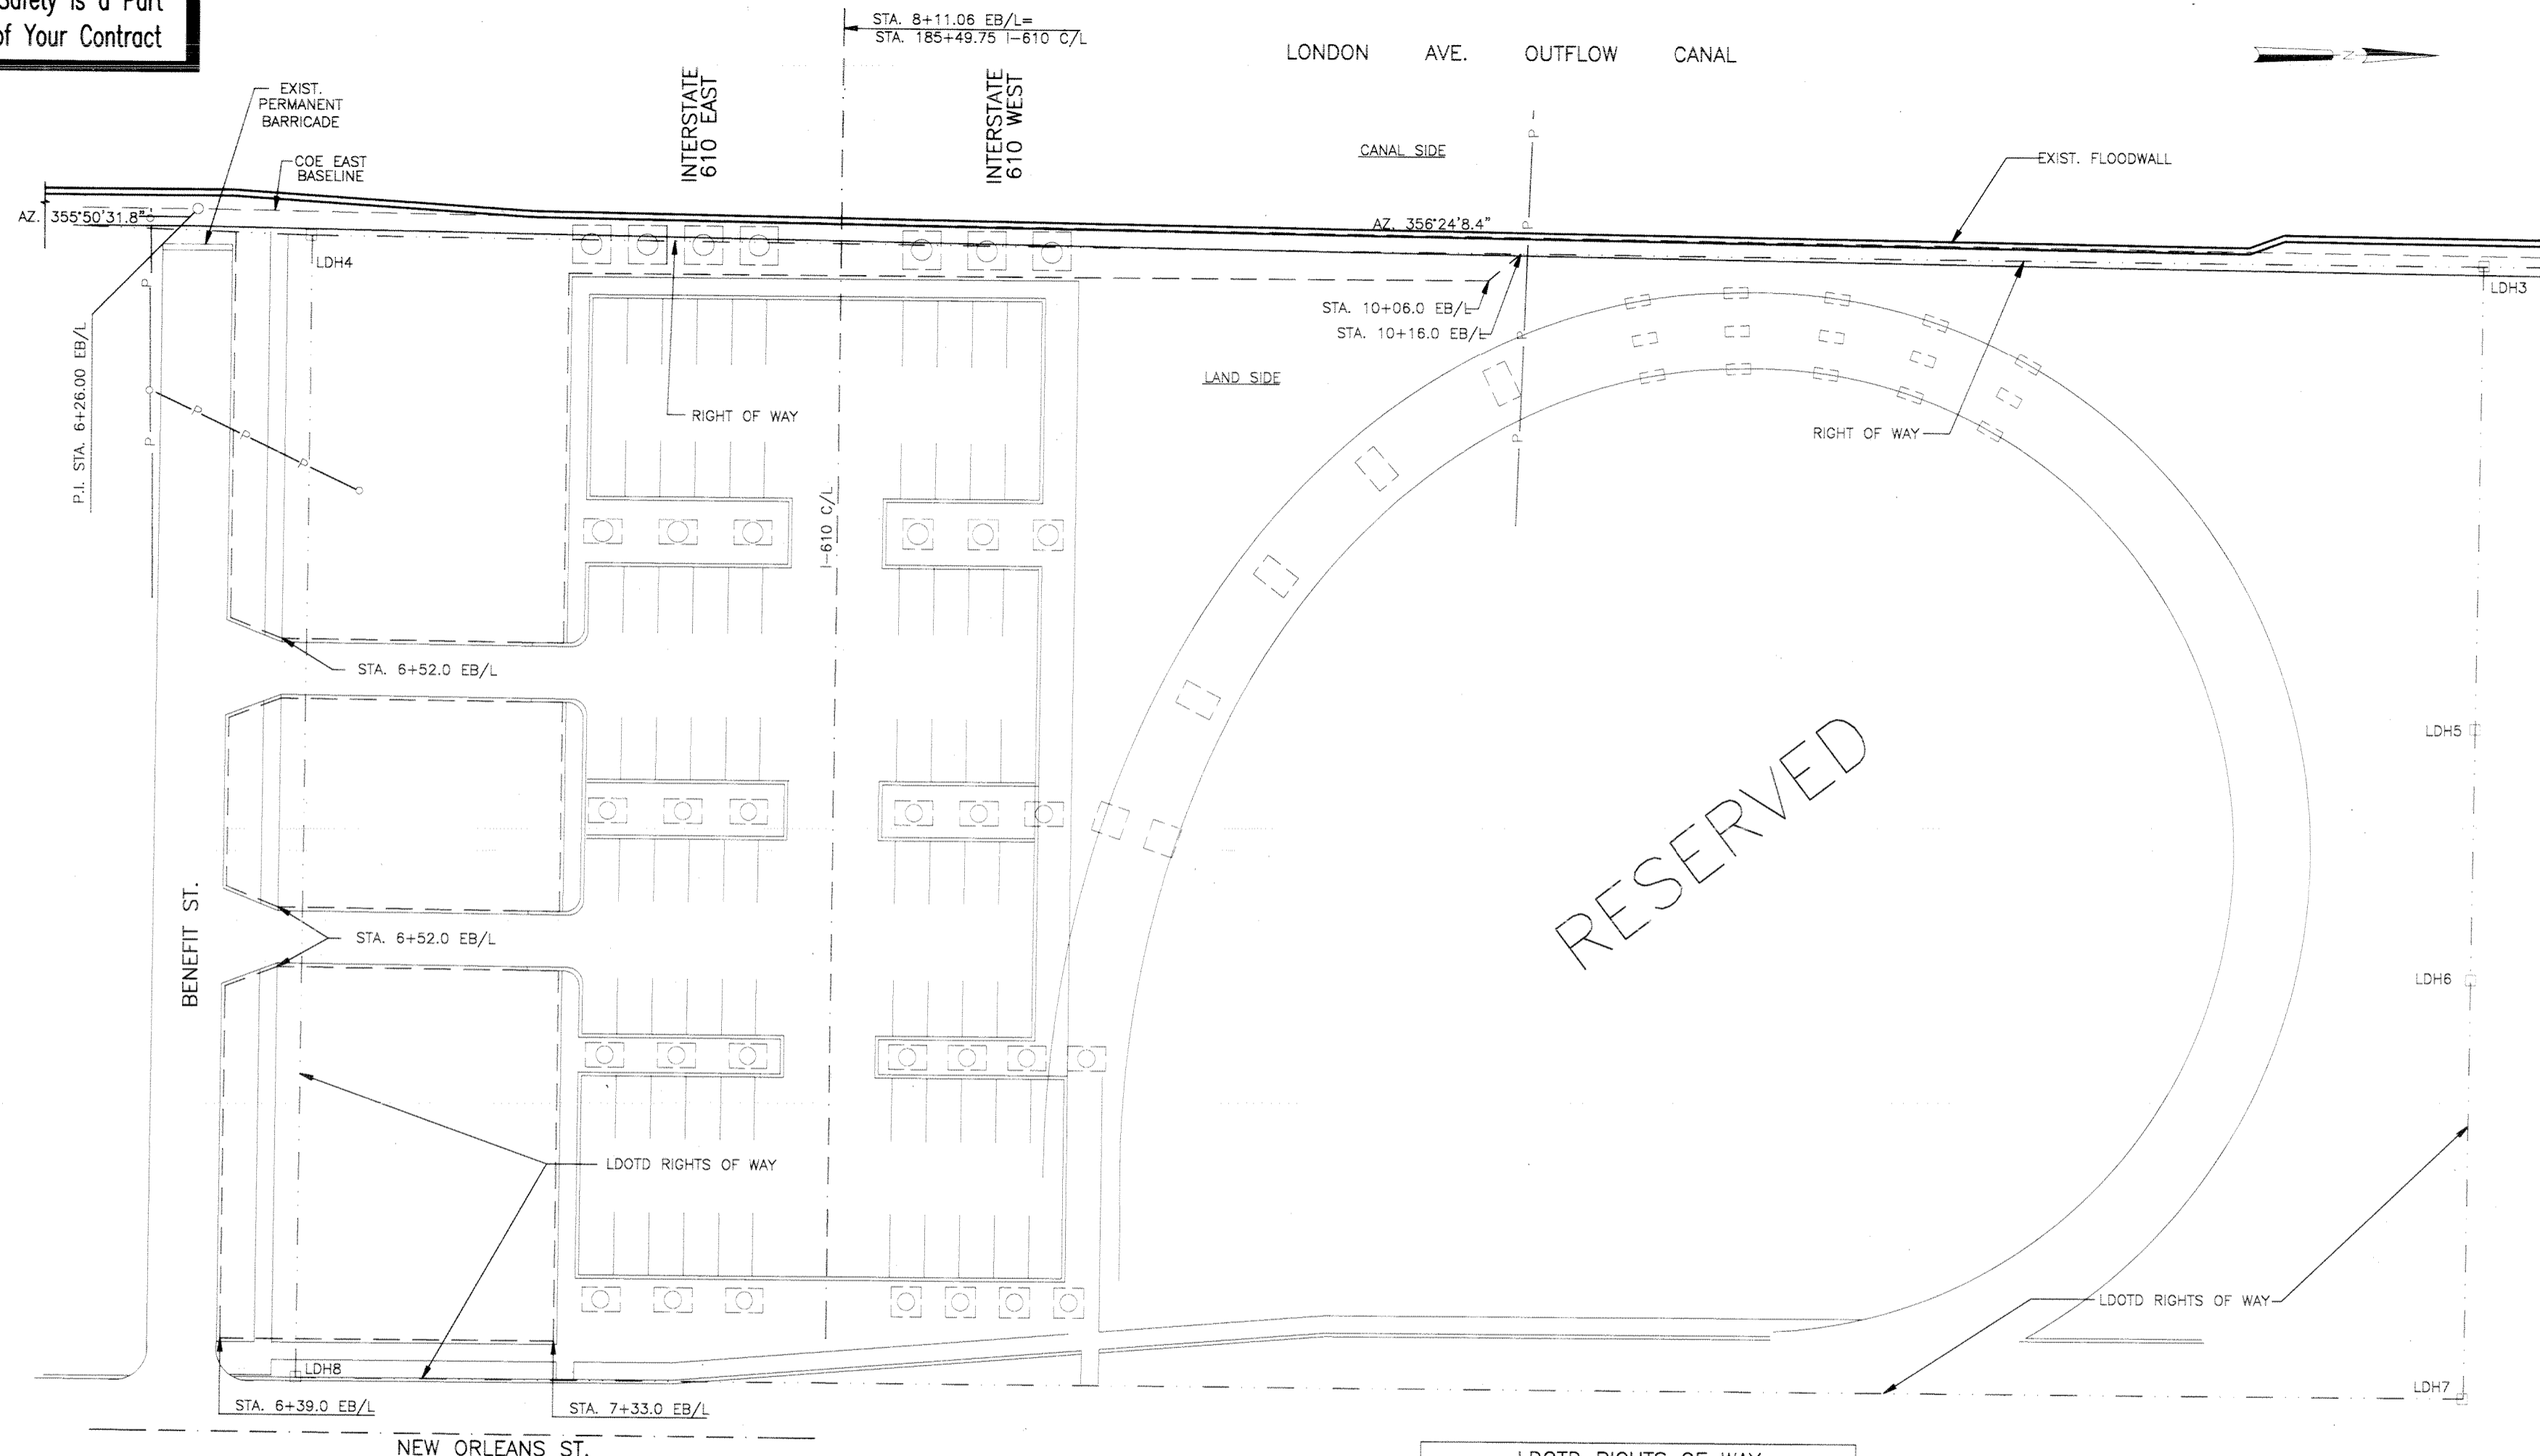 Safety is a Part
of Your Contract
STA. 8+11.06 EB/L=
STA. 185+49.75 I-610 C/L
LONDON AVE. OUTFLOW CANAL
N
EXIST.
PERMANENT
BARRICADE
INTERSTATE
610 EAST
INTERSTATE
610 WEST
COE EAST
BASELINE
CANAL SIDE
EXIST. FLOODWALL
AZ. 355°50'31.8"
AZ. 356°24'8.4"
P
P
LDH4
LDH3
P
STA. 10+06.0 EB/L
STA. 10+16.0 EB/L
P
P.I. STA. 6+26.00 EB/L
LAND SIDE
RIGHT OF WAY
RIGHT OF WAY
P
P
P
P
P
I-610 C/L
STA. 6+52.0 EB/L
LDH5
RESERVED
BENEFIT ST.
STA. 6+52.0 EB/L
LDH6
LDOTD RIGHTS OF WAY
LDOTD RIGHTS OF WAY
LDH8
LDH7
STA. 6+39.0 EB/L
STA. 7+33.0 EB/L
NEW ORLEANS ST.
LDOTD RIGHTS OF WAY